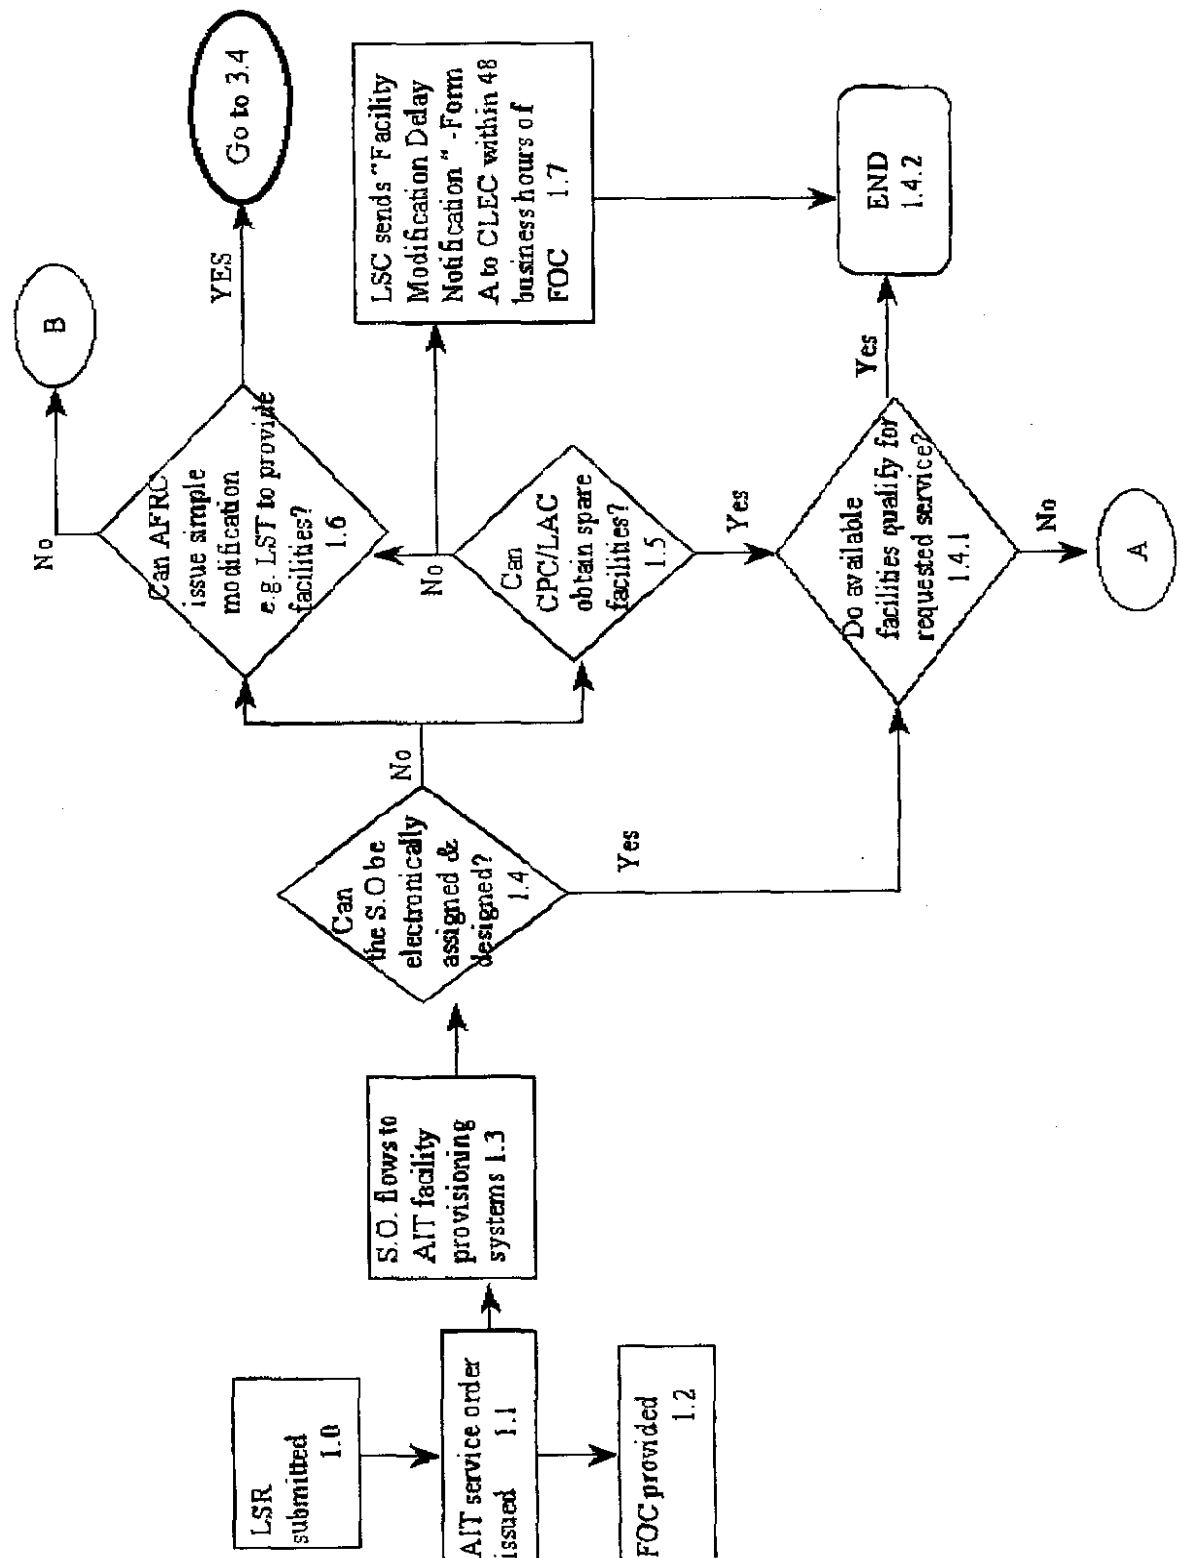 LSR
submitted
1.0
AIT service order
issued 1.1
FOC provided
1.2
S.O. flows to
AIT facility
provisioning
systems 1.3
Can
the S.O be
electronically
assigned &
designed?
1.4
No
Yes
Can AFRC
issue simple
modification
e.g. LST to provide
facilities?
1.6
No
B
YES
Go to 3.4
Can
CPC/LAC
obtain spare
facilities?
1.5
No
Yes
LSC sends "Facility
Modification Delay
Notification" - Form
A to CLEC within 48
business hours of
FOC 1.7
Do available
facilities qualify for
requested service?
1.4.1
Yes
No
END
1.4.2
A